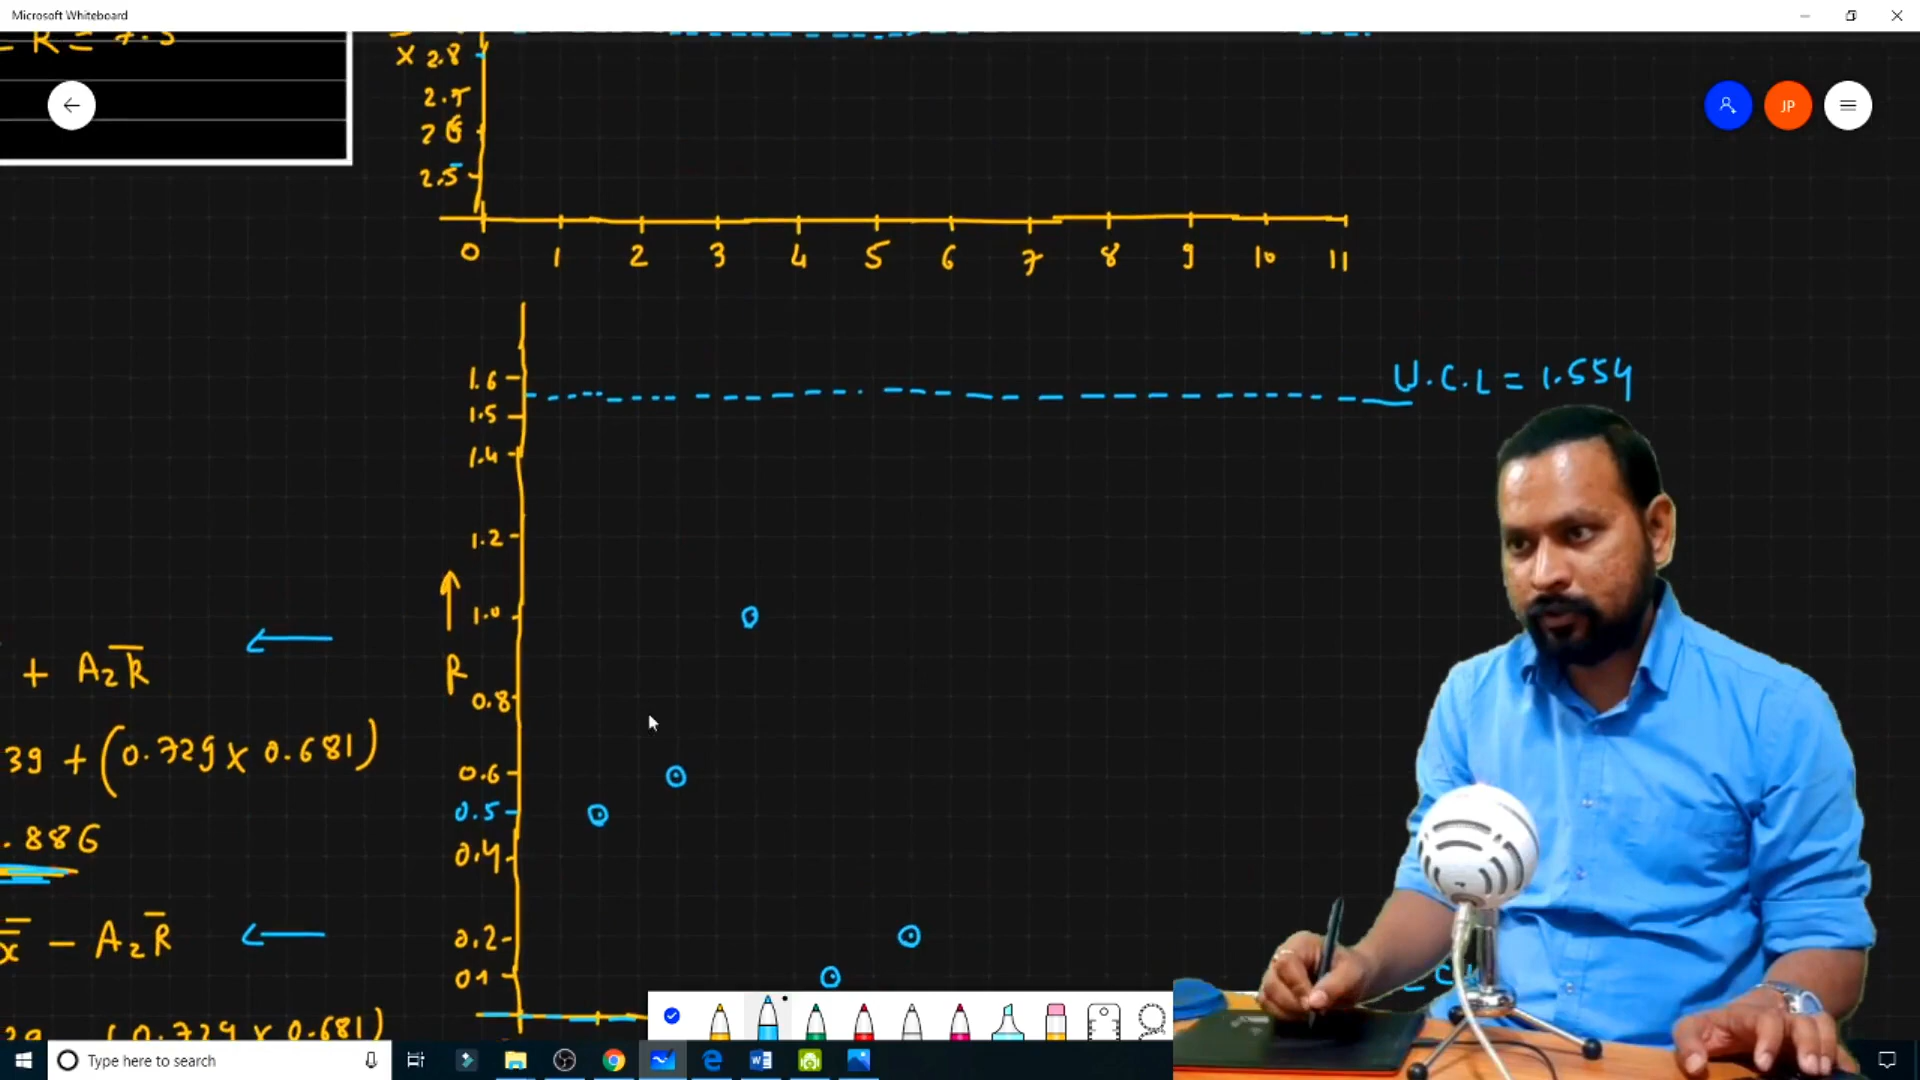 Microsoft Whiteboard
R = 7.5
X 2.8
2.7
2.6
2.5
0 1 2 3 4 5 6 7 8 9 10 11
JP
1.6
U.C.L = 1.554
1.5
1.4
1.2
1.0
R
0.8
0.6
0.5
0.4
0.2
0.1
+ A₂R̅
39 + (0.729 x 0.681)
.886
x̿ - A₂R̅
39 - (0.729 x 0.681)
Type here to search